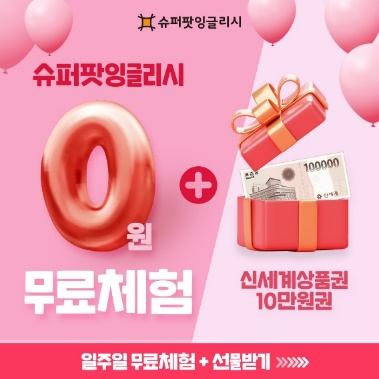 슈퍼팟잉글리시
슈퍼팟잉글리시
0원
+
무료체험
100000
신세계상품권
10만원권
일주일 무료체험 + 선물받기 >>>>>